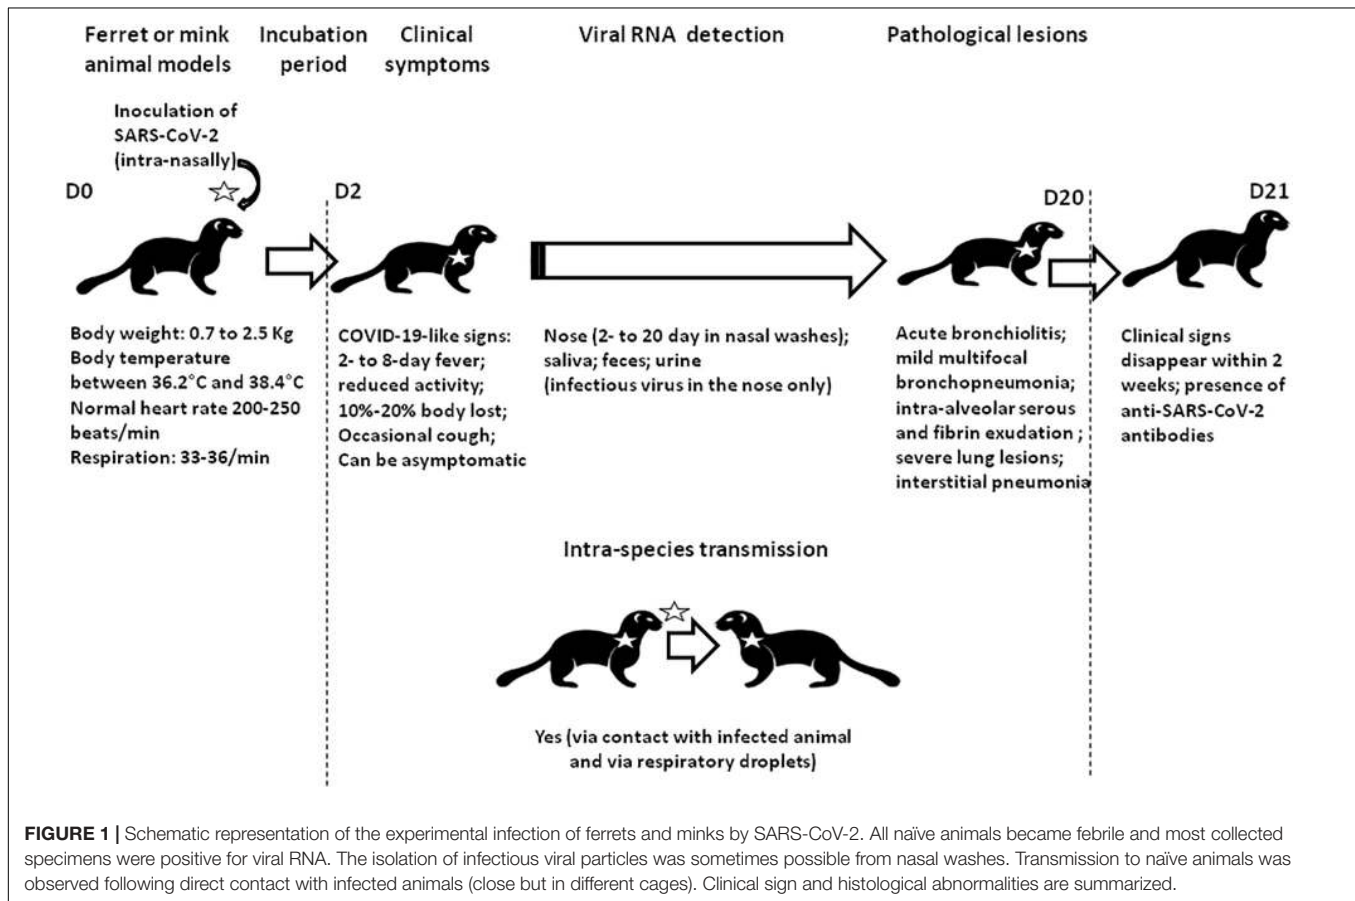 Ferret or mink
animal models
Incubation
period
Clinical
symptoms
Viral RNA detection
Pathological lesions
Inoculation of
SARS-CoV-2
(intra-nasally)
D0
D2
D20
D21
Body weight: 0.7 to 2.5 Kg
Body temperature
between 36.2°C and 38.4°C
Normal heart rate 200-250
beats/min
Respiration: 33-36/min
COVID-19-like signs:
2- to 8-day fever;
reduced activity;
10%-20% body lost;
Occasional cough;
Can be asymptomatic
Nose (2- to 20 day in nasal washes);
saliva; feces; urine
(infectious virus in the nose only)
Acute bronchiolitis;
mild multifocal
bronchopneumonia;
intra-alveolar serous
and fibrin exudation ;
severe lung lesions;
interstitial pneumonia
Clinical signs
disappear within 2
weeks; presence of
anti-SARS-CoV-2
antibodies
Intra-species transmission
Yes (via contact with infected animal
and via respiratory droplets)
FIGURE 1 | Schematic representation of the experimental infection of ferrets and minks by SARS-CoV-2. All naïve animals became febrile and most collected
specimens were positive for viral RNA. The isolation of infectious viral particles was sometimes possible from nasal washes. Transmission to naïve animals was
observed following direct contact with infected animals (close but in different cages). Clinical sign and histological abnormalities are summarized.